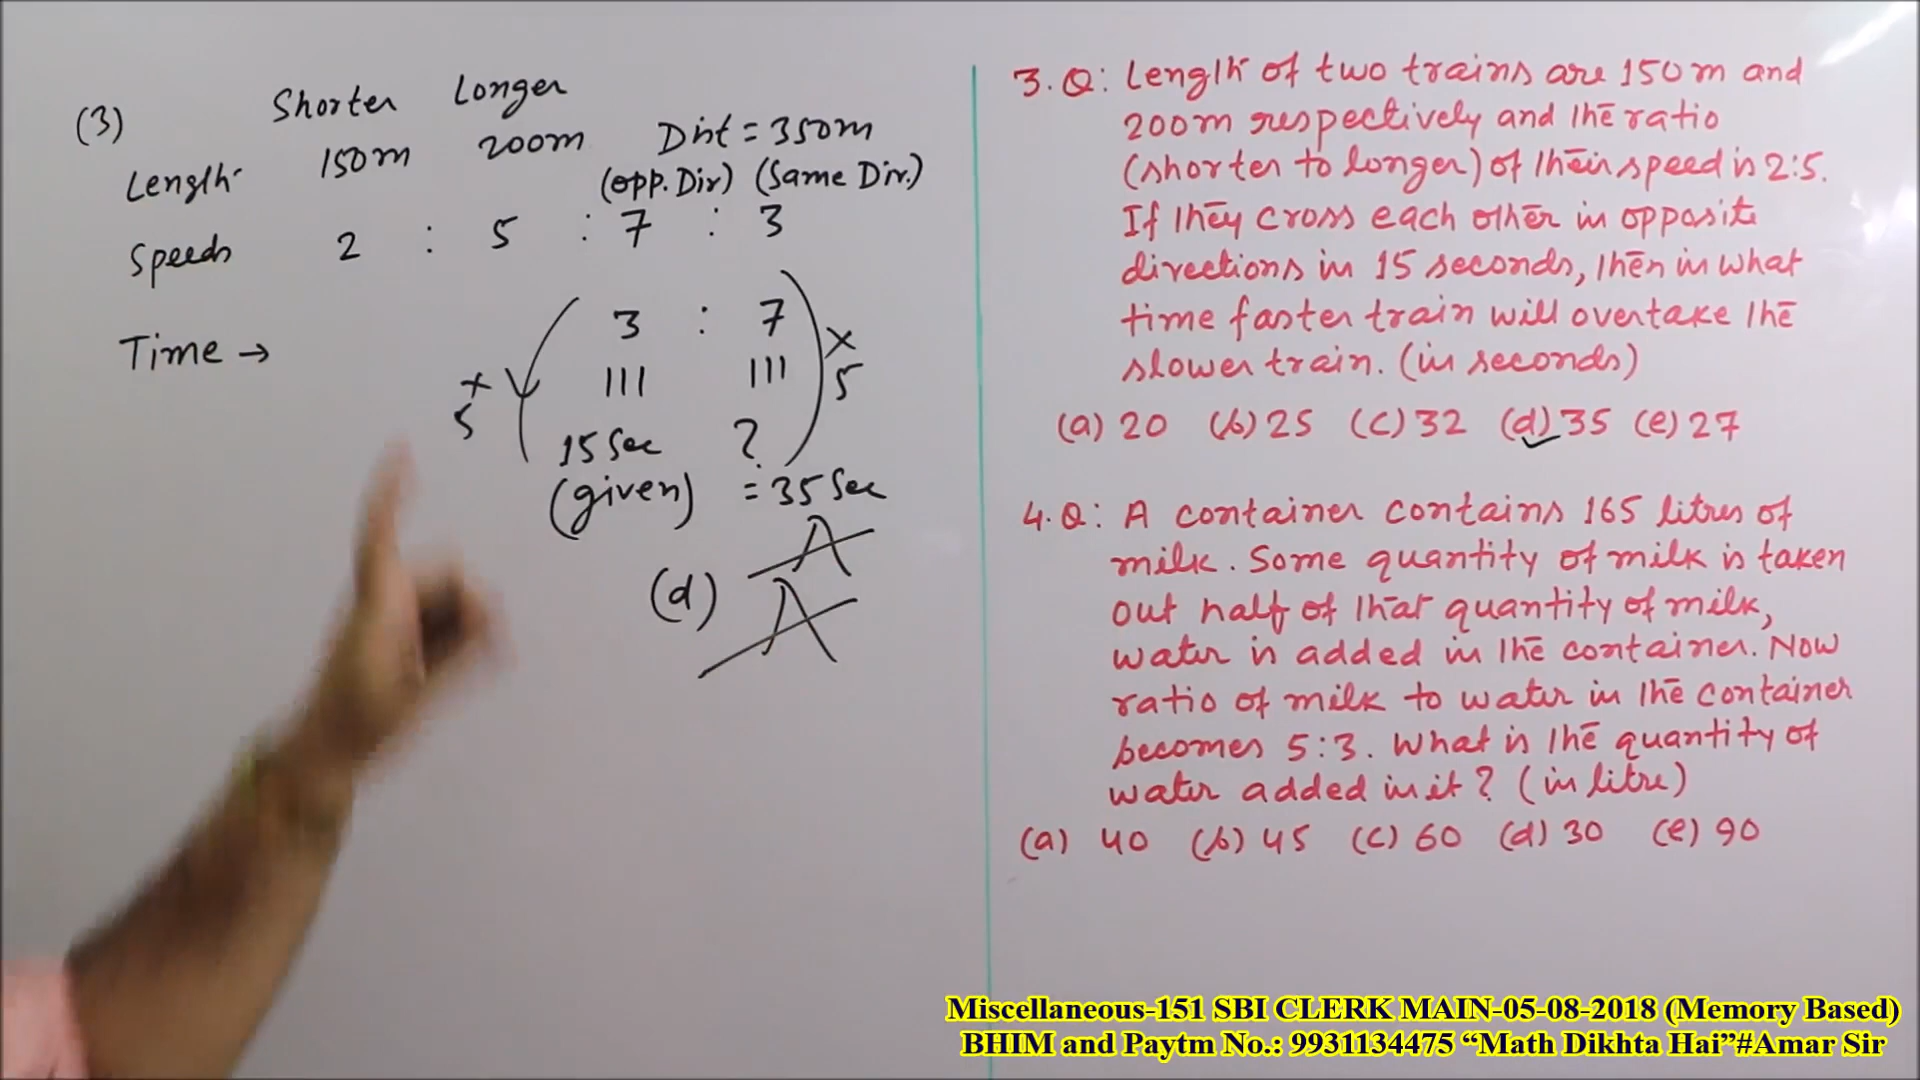 (3) Shorter Longer
Length 150m 200m Dist = 350m
(opp. Dir) (Same Dir.)
Speeds 2 : 5 : 7 : 3
Time → 3 : 7
× 5 ||| ||| × 5
15 Sec ?
(given) = 35 Sec
(d) A
A
3. Q: Length of two trains are 150m and
200m respectively and the ratio
(shorter to longer) of their speed is 2:5.
If they cross each other in opposite
directions in 15 seconds, then in what
time faster train will overtake the
slower train. (in seconds)
(a) 20 (b) 25 (c) 32 (d) 35 (e) 27
4. Q: A container contains 165 litres of
milk. Some quantity of milk is taken
out half of that quantity of milk,
water is added in the container. Now
ratio of milk to water in the container
becomes 5:3. What is the quantity of
water added in it? (in litre)
(a) 40 (b) 45 (c) 60 (d) 30 (e) 90
Miscellaneous-151 SBI CLERK MAIN-05-08-2018 (Memory Based)
BHIM and Paytm No.: 9931134475 “Math Dikhta Hai”#Amar Sir